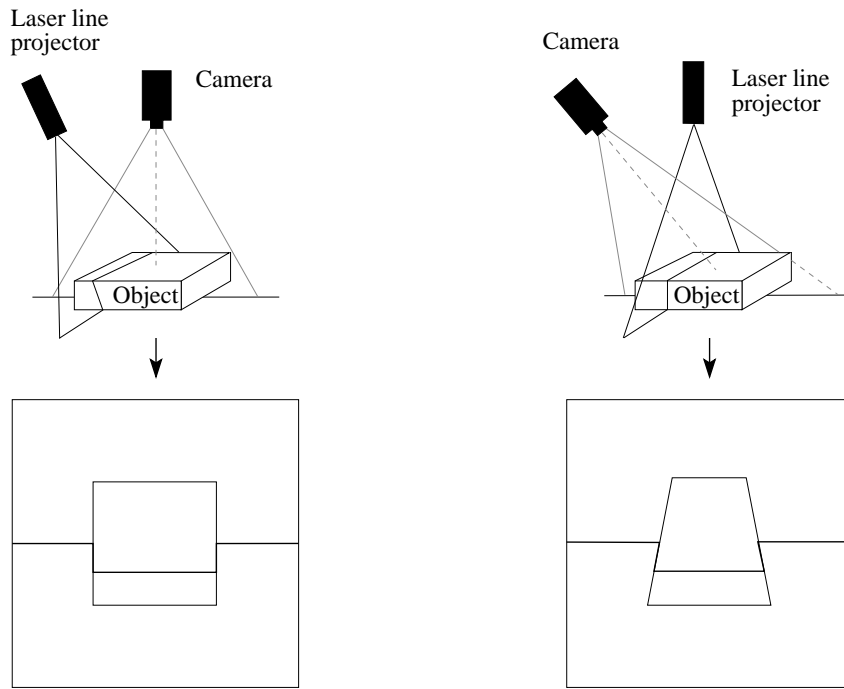 Laser line
projector
Camera
Object
Camera
Laser line
projector
Object